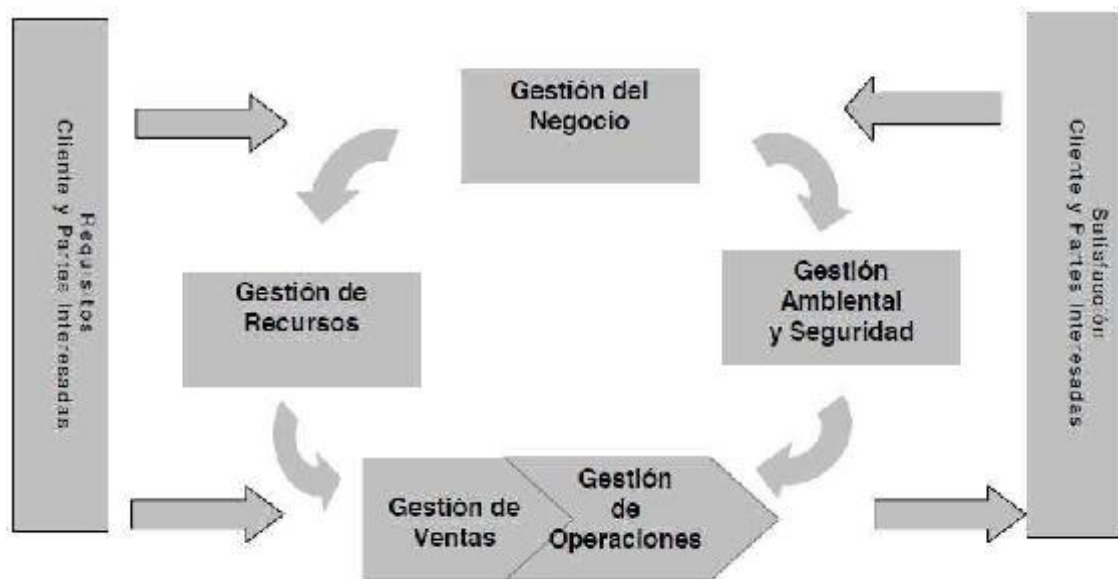 Requisitos
Cliente y Partes Interesadas
Gestión del
Negocio
Gestión de
Recursos
Gestión
Ambiental
y Seguridad
Gestión de
Ventas
Gestión
de
Operaciones
Satisfacción
Cliente y Partes Interesadas